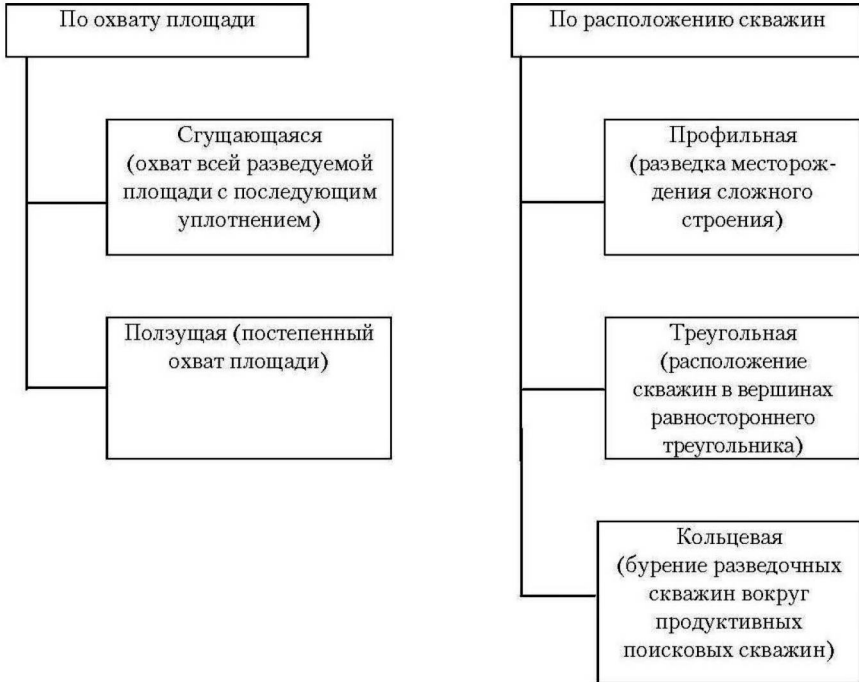 По охвату площади
Сгущающаяся
(охват всей разведуемой
площади с последующим
уплотнением)
Ползущая (постепенный
охват площади)
По расположению скважин
Профильная
(разведка месторож-
дения сложного
строения)
Треугольная
(расположение
скважин в вершинах
равностороннего
треугольника)
Кольцевая
(бурение разведочных
скважин вокруг
продуктивных
поисковых скважин)